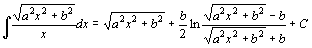 ∫ √(a²x² + b²)/x dx = √(a²x² + b²) + b/2 ln (√(a²x² + b²) − b)/(√(a²x² + b²) + b) + C